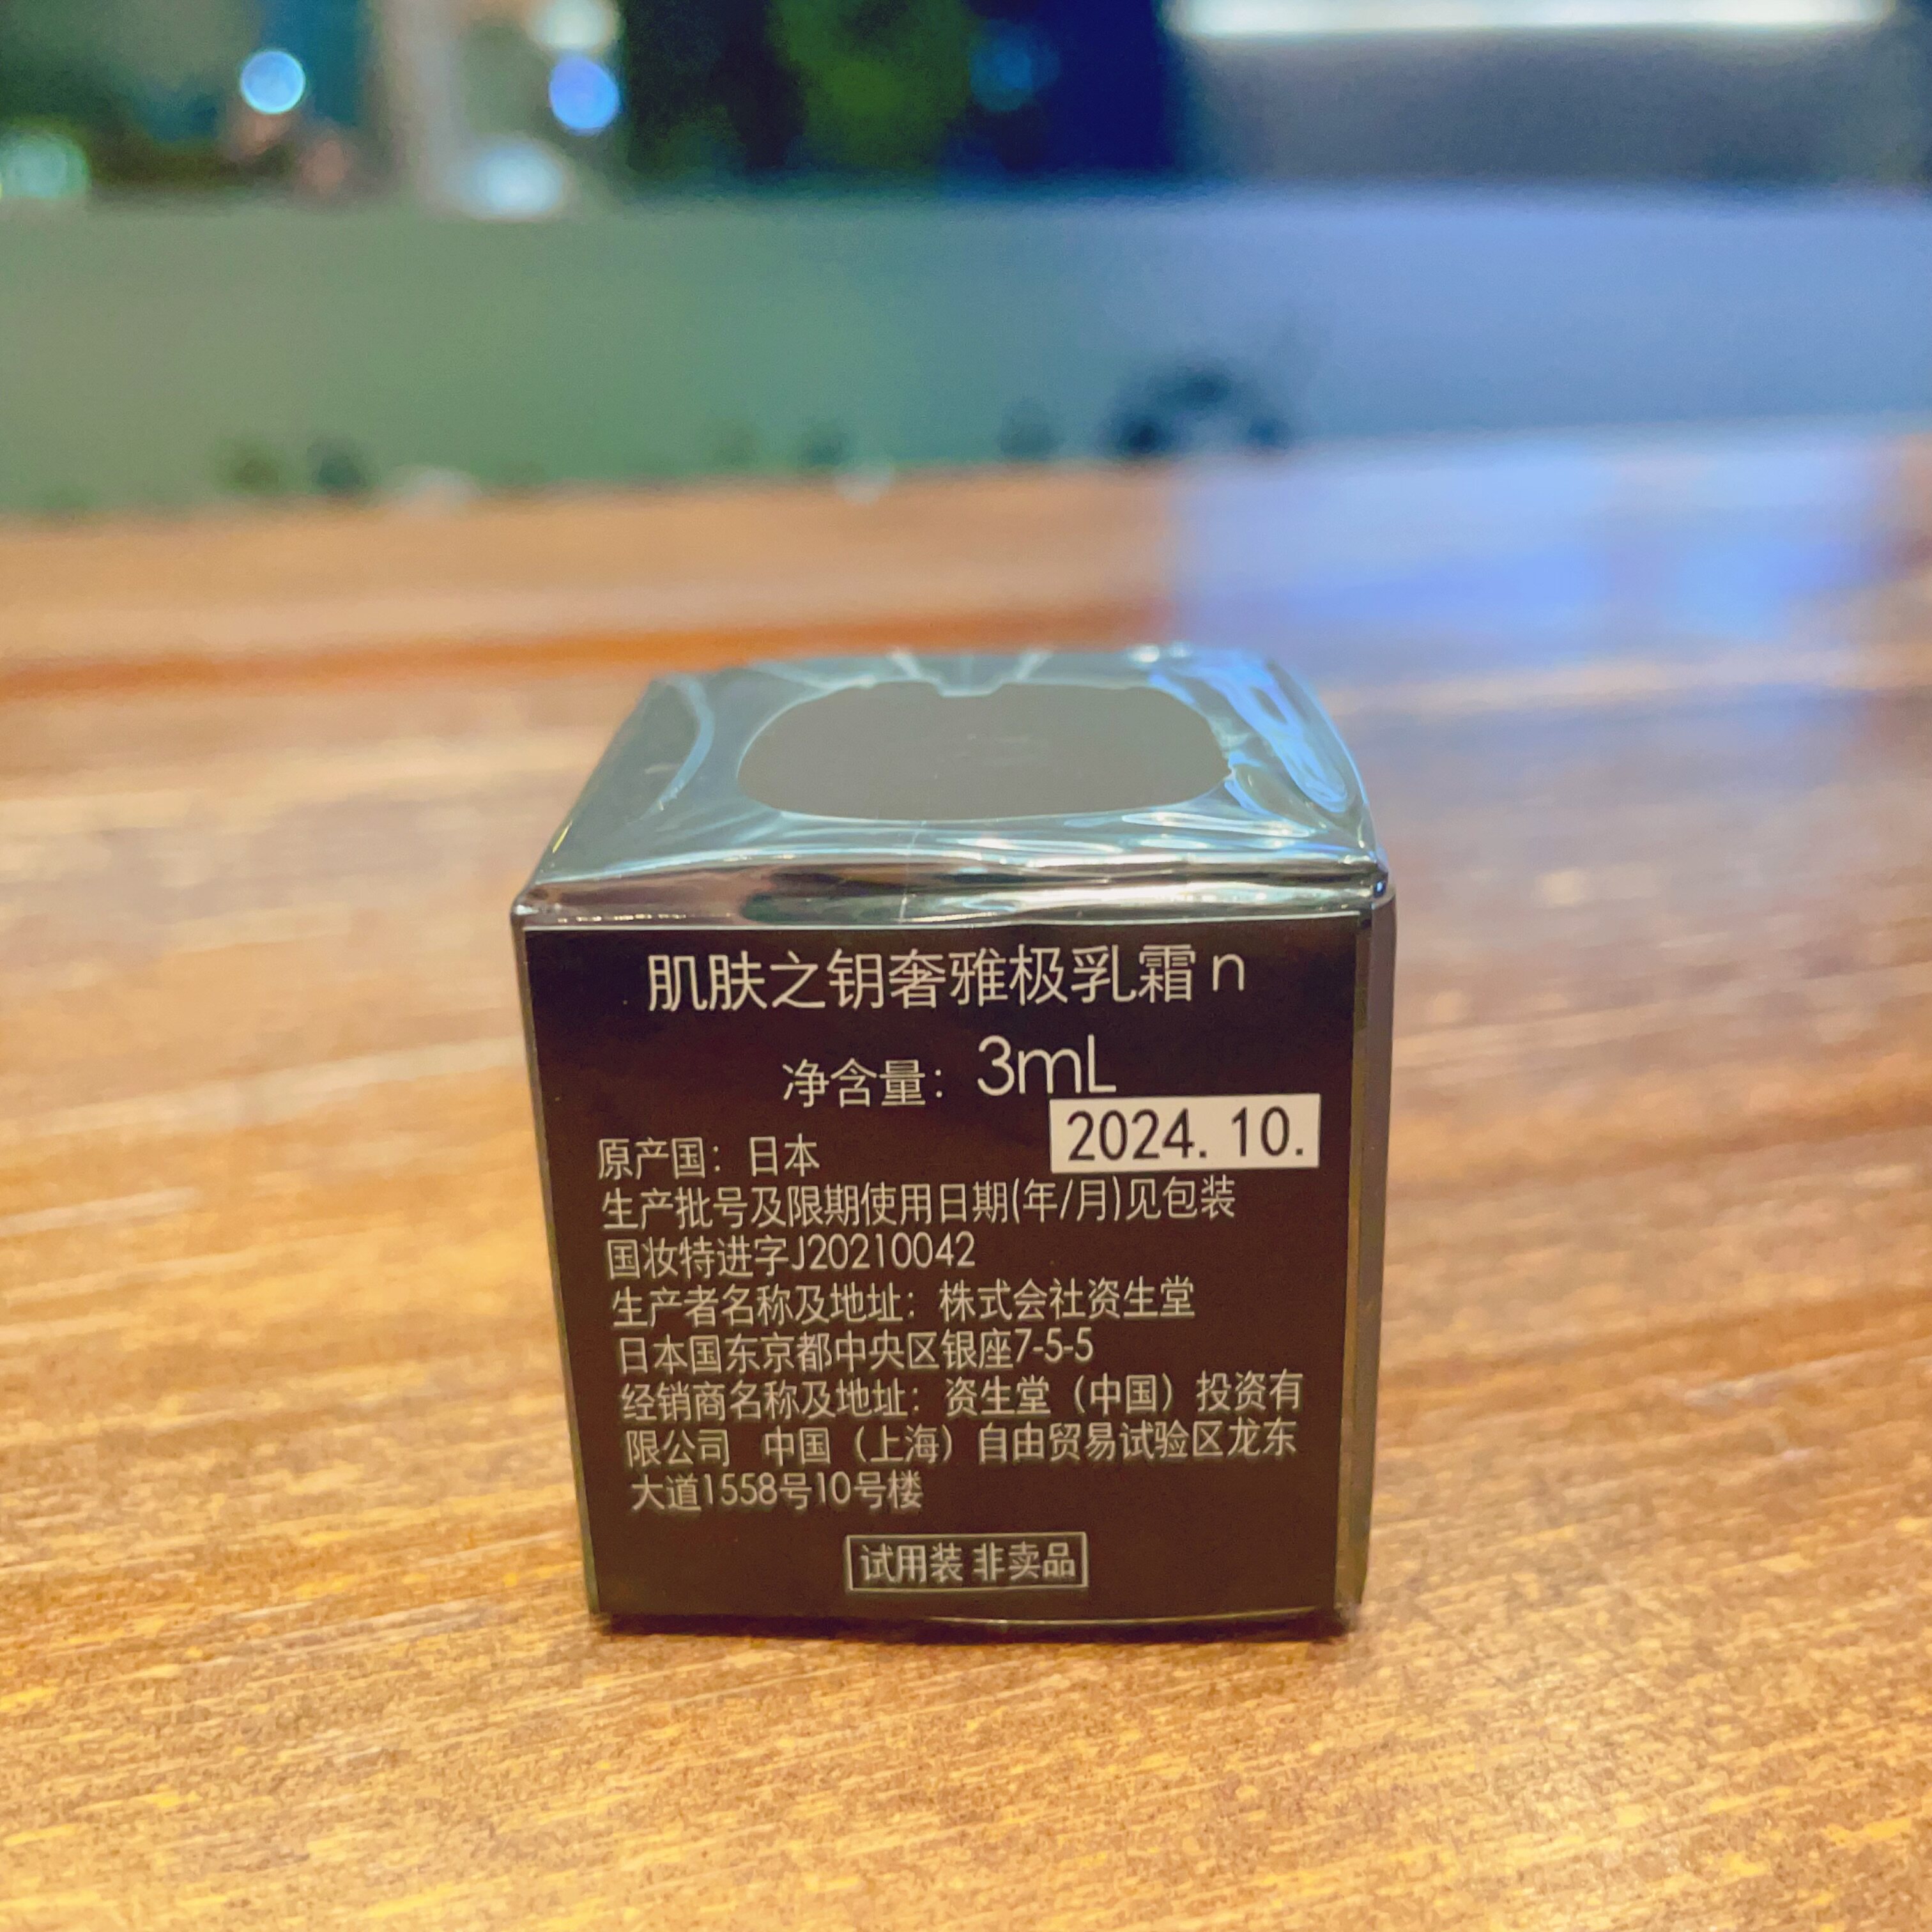 肌肤之钥奢雅极乳霜n
净含量：3mL
2024.10.
原产国：日本
生产批号及限期使用日期(年/月)见包装
国妆特进字J20210042
生产者名称及地址：株式会社资生堂
日本国东京都中央区银座7-5-5
经销商名称及地址：资生堂（中国）投资有
限公司 中国（上海）自由贸易试验区龙东
大道1558号10号楼
试用装 非卖品